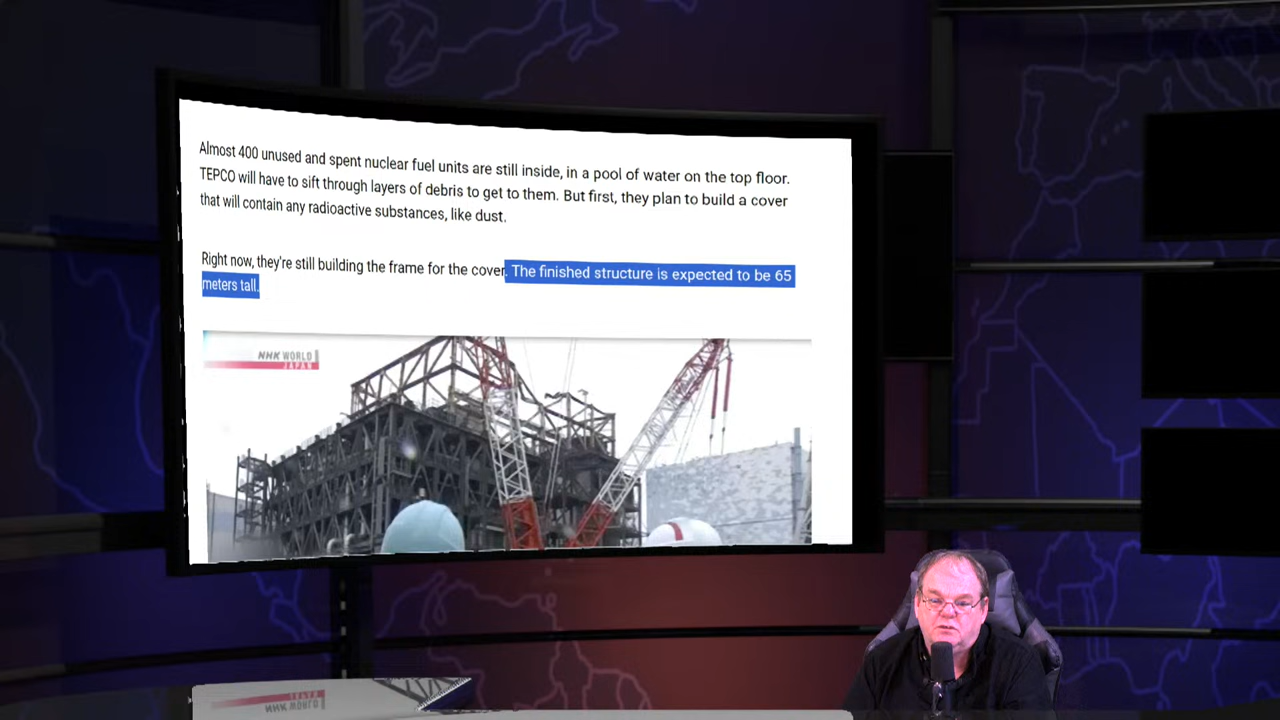 Almost 400 unused and spent nuclear fuel units are still inside, in a pool of water on the top floor.
TEPCO will have to sift through layers of debris to get to them. But first, they plan to build a cover
that will contain any radioactive substances, like dust.
Right now, they're still building the frame for the cover. The finished structure is expected to be 65
meters tall.
NHK WORLD
JAPAN